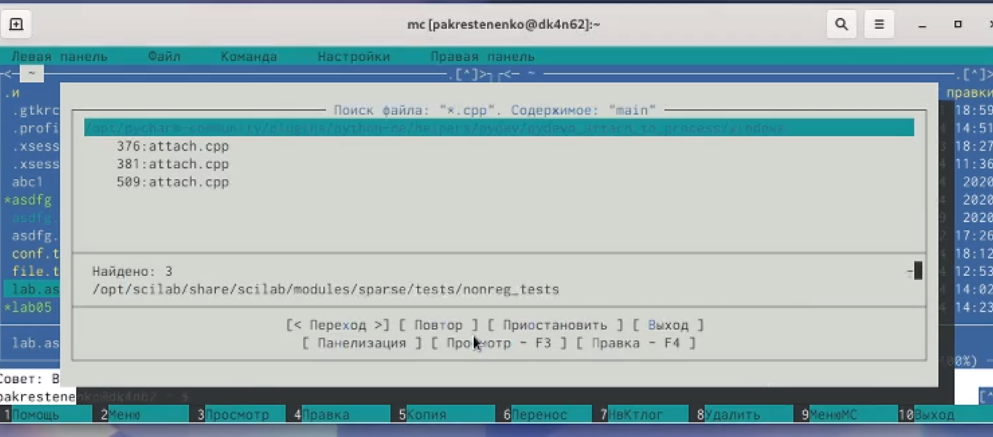 mc [pakrestenenko@dk4n62]:~
Левая панель Файл Команда Настройки Правая панель
<- ~ .[^]>┐┌<- ~ .[^]>
.и правки
.gtkrc 18:59
.profi 14:51
.xsess 18:27
.xsess 11:36
abc1 2020
*asdfg 2020
asdfg. 2020
asdfg. 17:26
conf.t 18:12
file.t 12:53
lab.as 14:02
*lab05 14:23
lab.as 00%)
Поиск файла: "*.cpp". Содержимое: "main"
/opt/pycharm-community/plugins/python-ce/helpers/pydev/pydevd_attach_to_process/windows
376:attach.cpp
381:attach.cpp
509:attach.cpp
Найдено: 3
/opt/scilab/share/scilab/modules/sparse/tests/nonreg_tests
[< Переход >] [ Повтор ] [ Приостановить ] [ Выход ]
[ Панелизация ] [ Просмотр - F3 ] [ Правка - F4 ]
Совет: В
pakrestenenko@dk4n62 ~ $ [^
1Помощь 2Меню 3Просмотр 4Правка 5Копия 6Перенос 7НвКтлог 8Удалить 9МенюМС 10Выход